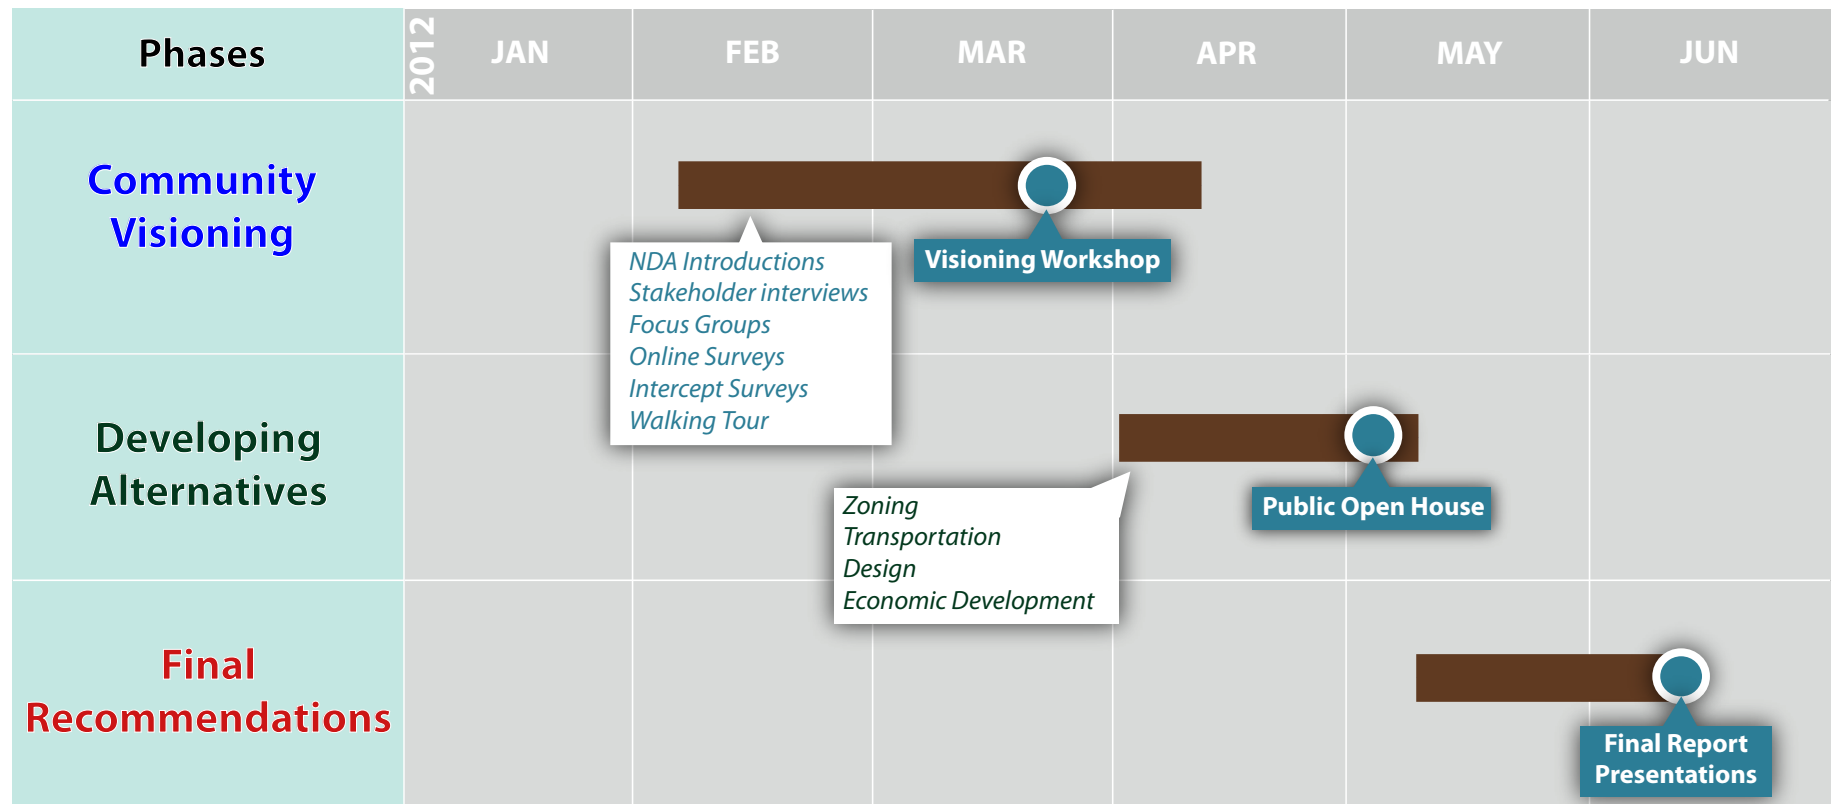 Phases
2012
JAN
FEB
MAR
APR
MAY
JUN
Community
Visioning
NDA Introductions
Stakeholder interviews
Focus Groups
Online Surveys
Intercept Surveys
Walking Tour
Visioning Workshop
Developing
Alternatives
Zoning
Transportation
Design
Economic Development
Public Open House
Final
Recommendations
Final Report
Presentations